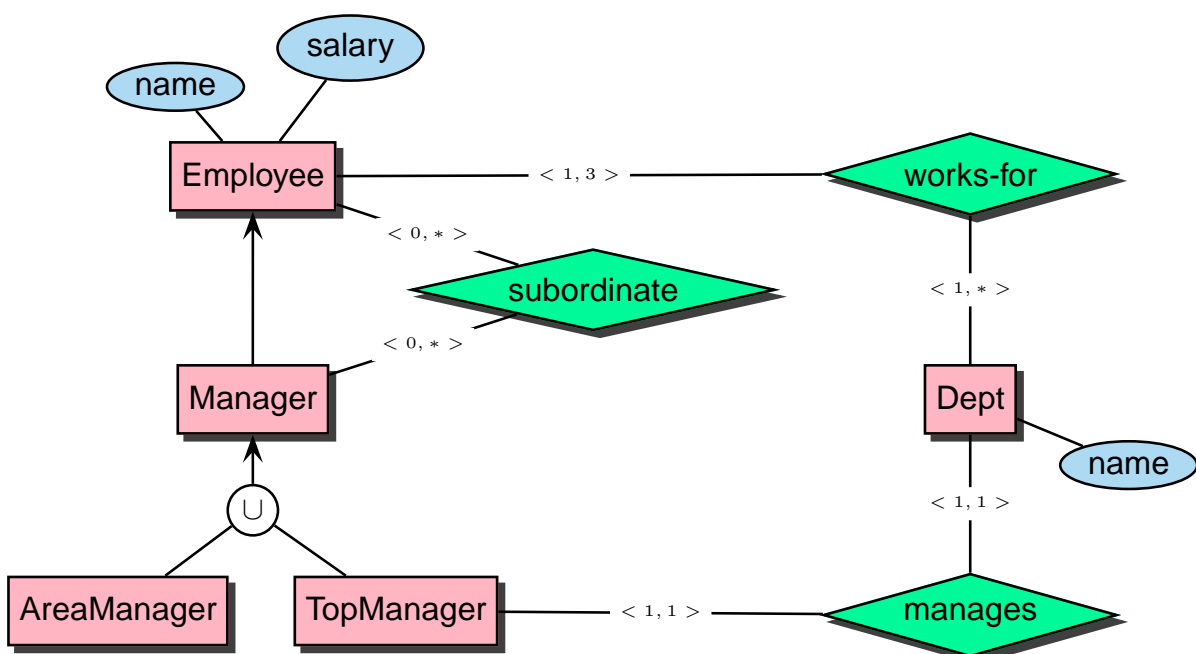 salary
name
Employee
< 1, 3 >
works-for
< 0, * >
subordinate
< 1, * >
< 0, * >
Manager
Dept
name
∪
< 1, 1 >
AreaManager
TopManager
< 1, 1 >
manages